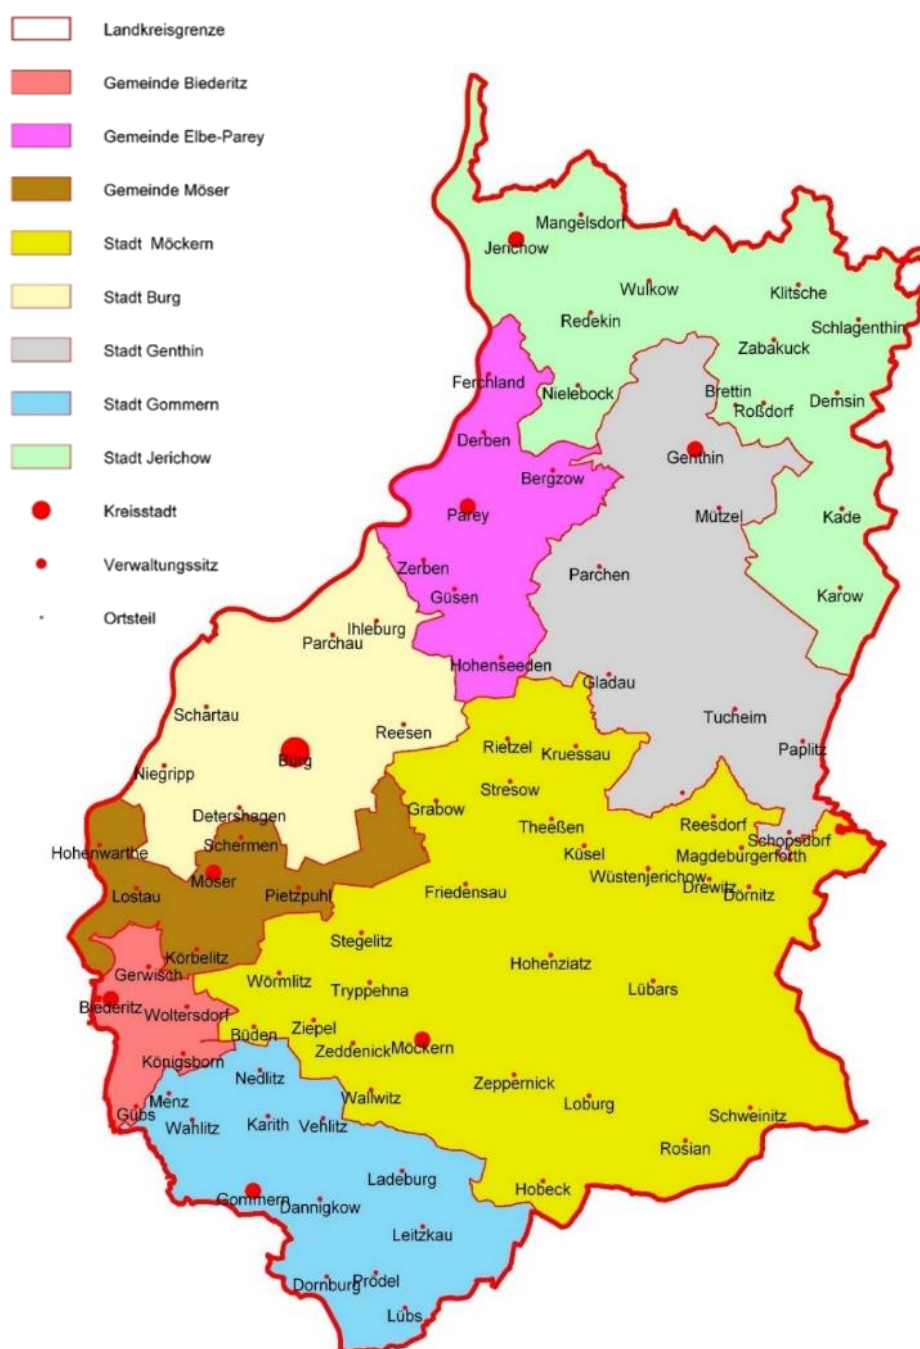 Landkreisgrenze
Gemeinde Biederitz
Gemeinde Elbe-Parey
Gemeinde Möser
Stadt Möckern
Stadt Burg
Stadt Genthin
Stadt Gommern
Stadt Jerichow
Kreisstadt
Verwaltungssitz
Ortsteil
Mangelsdorf
Jerichow
Wulkow
Klitsche
Redekin
Schlagenthin
Zabakuck
Ferchland
Nielebock
Brettin
Roßdorf
Demsin
Derben
Genthin
Bergzow
Parey
Mützel
Kade
Zerben
Parchen
Güsen
Karow
Ihleburg
Parchau
Hohenseeden
Gladau
Schartau
Tucheim
Reesen
Rietzel
Kruessau
Paplitz
Burg
Niegripp
Stresow
Detershagen
Grabow
Theeßen
Reesdorf
Schermen
Schopsdorf
Hohenwarthe
Küsel
Magdeburgerforth
Möser
Wüstenjerichow
Lostau
Pietzpuhl
Friedensau
Drewitz
Dörnitz
Stegelitz
Körbelitz
Hohenziatz
Gerwisch
Wörmlitz
Tryppehna
Lübars
Biederitz
Woltersdorf
Büden
Ziepel
Zeddenick
Möckern
Königsborn
Nedlitz
Zeppernick
Menz
Wallwitz
Loburg
Gübs
Wahlitz
Karith
Vehlitz
Schweinitz
Rosian
Ladeburg
Hobeck
Gommern
Dannigkow
Leitzkau
Dornburg
Prödel
Lübs